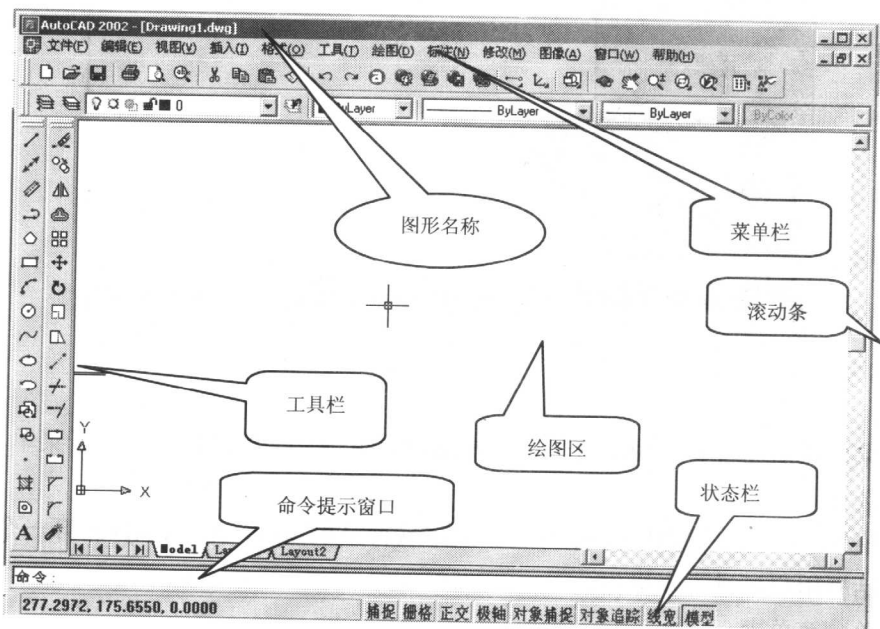 AutoCAD 2002 - [Drawing1.dwg]
文件(F) 编辑(E) 视图(V) 插入(I) 格式(O) 工具(T) 绘图(D) 标注(N) 修改(M) 图像(A) 窗口(W) 帮助(H)
0 ByLayer ByLayer ByLayer ByColor
图形名称
菜单栏
滚动条
工具栏
绘图区
Y
X
命令提示窗口
状态栏
A
Model Layout2
命令:
277.2972, 175.6550, 0.0000 捕捉 栅格 正交 极轴 对象捕捉 对象追踪 线宽 模型